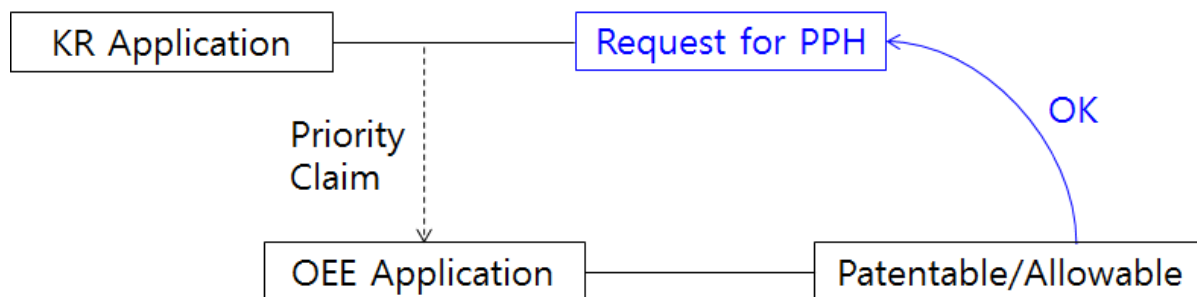 KR Application
Request for PPH
OK
Priority
Claim
OEE Application
Patentable/Allowable